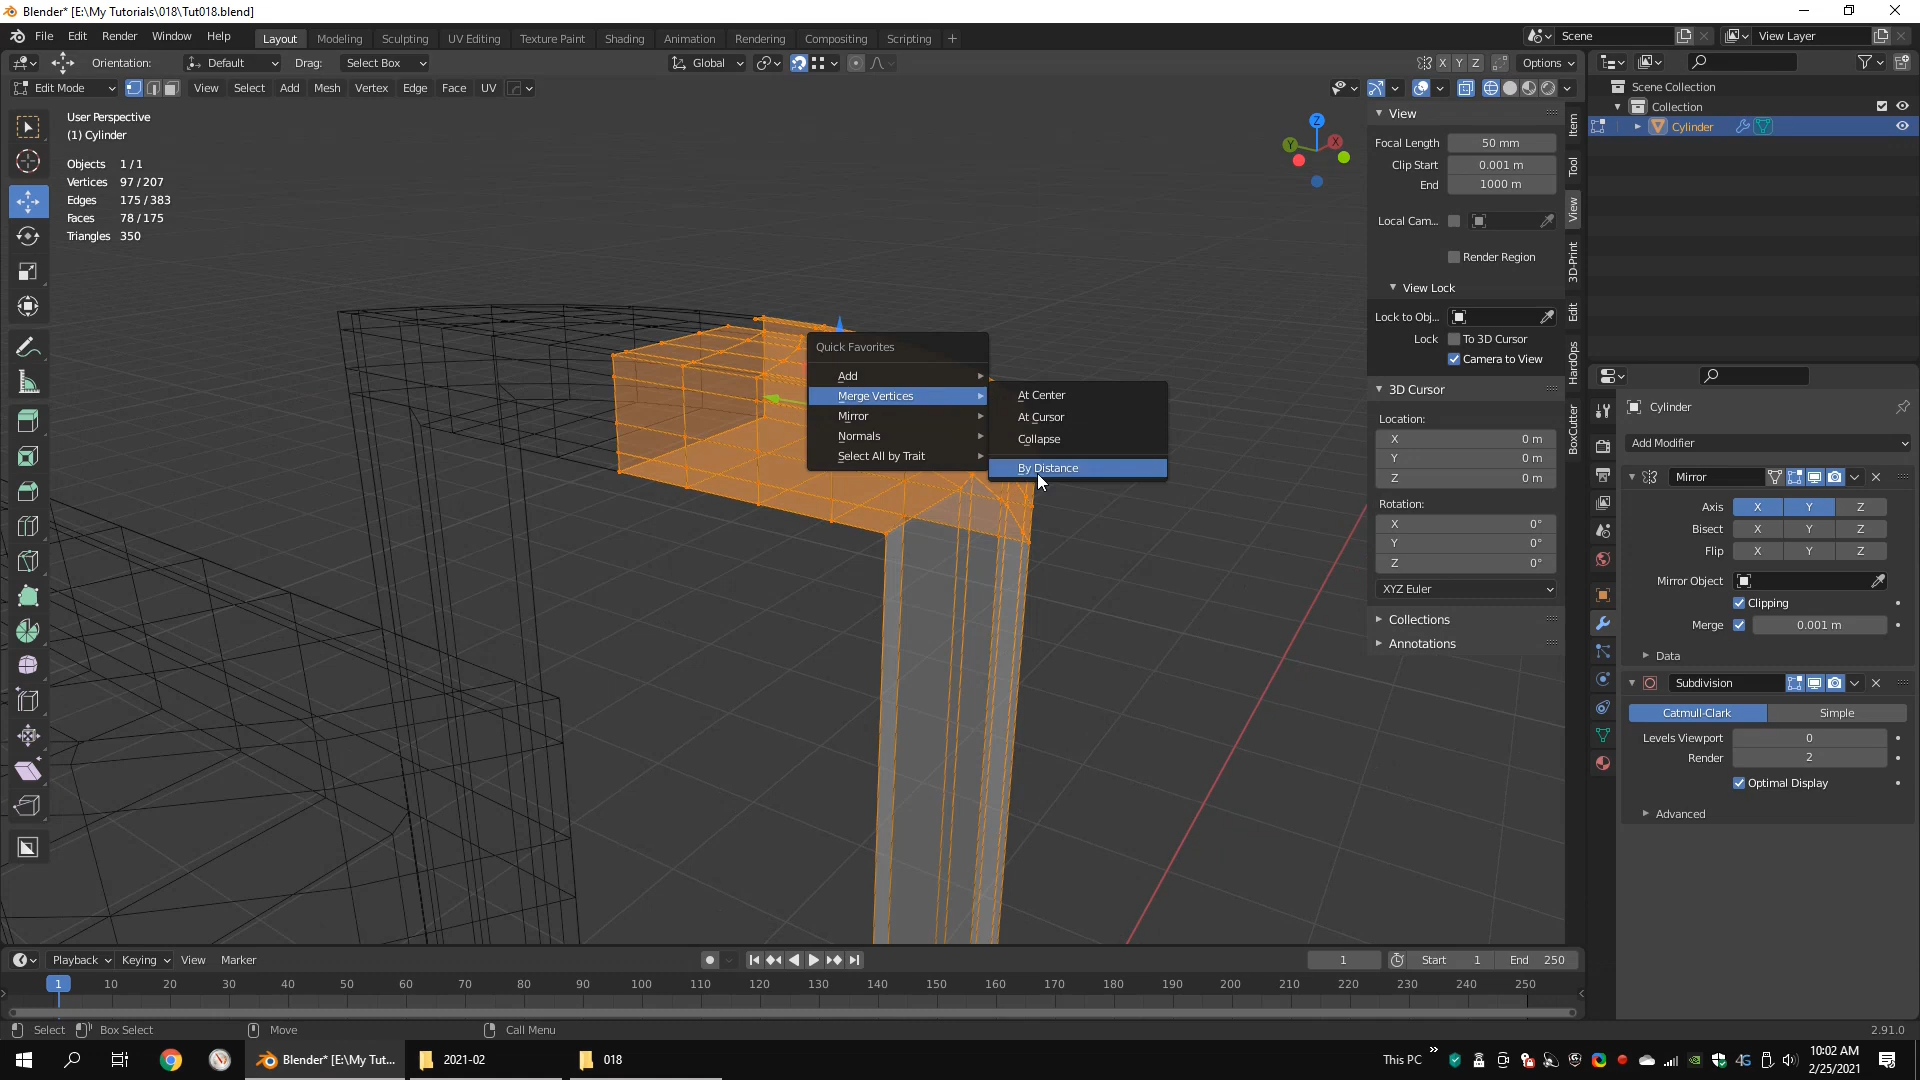 Blender* [E:\My Tutorials\018\Tut018.blend]
File Edit Render Window Help Layout Modeling Sculpting UV Editing Texture Paint Shading Animation Rendering Compositing Scripting + Scene View Layer
Orientation: Default Drag: Select Box Global X Y Z Options
Edit Mode View Select Add Mesh Vertex Edge Face UV
User Perspective
(1) Cylinder
Objects 1/1
Vertices 97/207
Edges 175/383
Faces 78/175
Triangles 350
Z
Y X
Quick Favorites
Add
Merge Vertices
Mirror
Normals
Select All by Trait
At Center
At Cursor
Collapse
By Distance
View
Focal Length 50 mm
Clip Start 0.001 m
End 1000 m
Local Cam...
Render Region
View Lock
Lock to Obj...
Lock To 3D Cursor
Camera to View
3D Cursor
Location:
X 0 m
Y 0 m
Z 0 m
Rotation:
X 0°
Y 0°
Z 0°
XYZ Euler
Collections
Annotations
Item
Tool
View
3D-Print
Edit
HardOps
BoxCutter
Scene Collection
Collection
Cylinder
Cylinder
Add Modifier
Mirror
Axis X Y Z
Bisect X Y Z
Flip X Y Z
Mirror Object
Clipping
Merge 0.001 m
Data
Subdivision
Catmull-Clark Simple
Levels Viewport 0
Render 2
Optimal Display
Advanced
Playback Keying View Marker 1 Start 1 End 250
1 10 20 30 40 50 60 70 80 90 100 110 120 130 140 150 160 170 180 190 200 210 220 230 240 250
Select Box Select Move Call Menu 2.91.0
Blender* [E:\My Tut... 2021-02 018 This PC » 4G 10:02 AM
2/25/2021